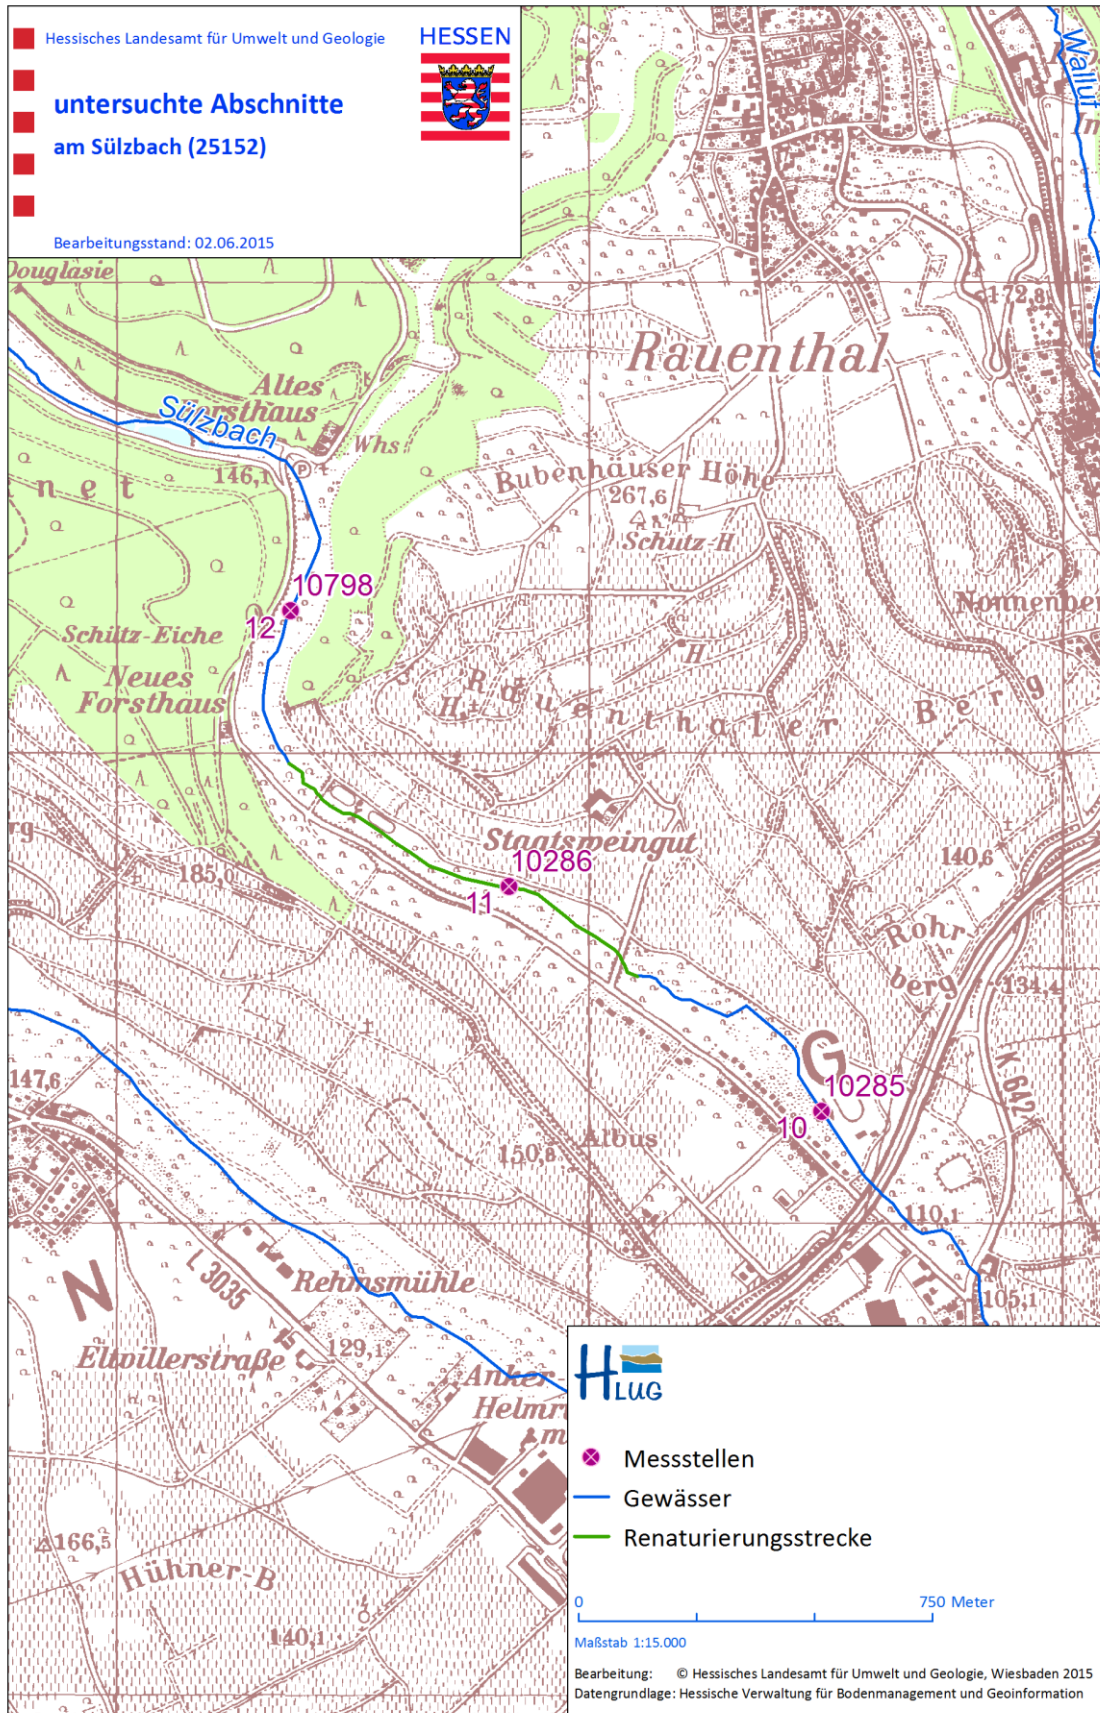 Hessisches Landesamt für Umwelt und Geologie
HESSEN
untersuchte Abschnitte
am Sülzbach (25152)
Bearbeitungsstand: 02.06.2015
Walluf
Douglasie
172,8
Rauenthal
Altes
Forsthaus
Sülzbach
Whs
P
146,1
Bubenhäuser Höhe
267,6
Schutz-H
10798
12
Nonnenber
Schütz-Eiche
Neues
Forsthaus
H
H
Rauenthaler Berg
Staatsweingut
10286
11
185,0
140,6
Rohr-
berg
134,4
G
10285
10
147,6
K 642
Albus
150,8
110,1
105,1
N
L 3035
Rehmsmühle
Eltvillerstraße
129,1
Anker-
Helmr
m
166,5
Hühner-B
140,1
HLUG
Messstellen
Gewässer
Renaturierungsstrecke
0 750 Meter
Maßstab 1:15.000
Bearbeitung: © Hessisches Landesamt für Umwelt und Geologie, Wiesbaden 2015
Datengrundlage: Hessische Verwaltung für Bodenmanagement und Geoinformation